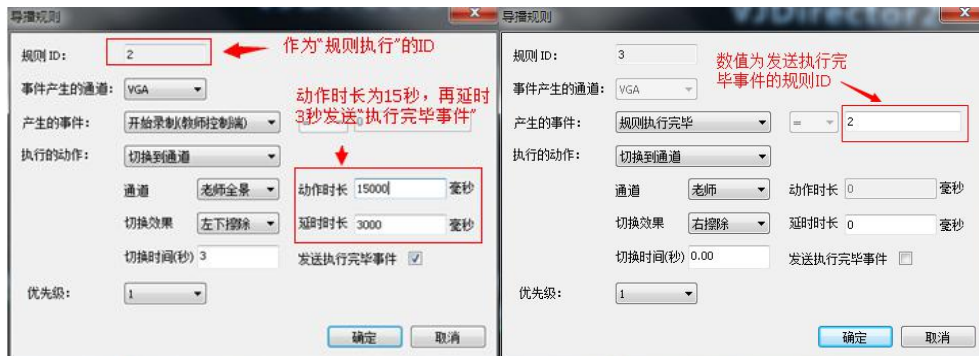 导播规则
规则ID: 2
作为“规则执行”的ID
事件产生的通道: VGA
动作时长为15秒，再延时
3秒发送“执行完毕事件”
产生的事件: 开始录制(教师控制端)
执行的动作: 切换到通道
通道 老师全景 动作时长 15000 毫秒
切换效果 左下擦除 延时时长 3000 毫秒
切换时间(秒) 3 发送执行完毕事件
优先级: 1
确定 取消
导播规则
规则ID: 3
数值为发送执行完
毕事件的规则ID
事件产生的通道: VGA
产生的事件: 规则执行完毕 = 2
执行的动作: 切换到通道
通道 老师 动作时长 0 毫秒
切换效果 右擦除 延时时长 0 毫秒
切换时间(秒) 0.00 发送执行完毕事件
优先级: 1
确定 取消